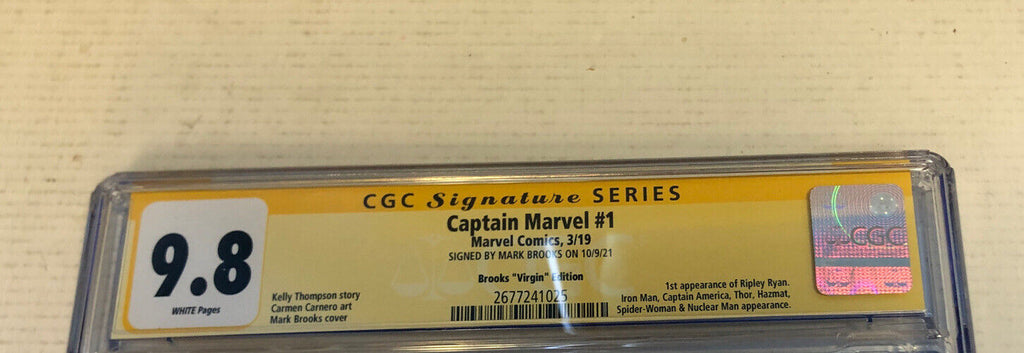 CGC Signature SERIES
Captain Marvel #1
Marvel Comics, 3/19
SIGNED BY MARK BROOKS ON 10/9/21
Brooks "Virgin" Edition
2677241025
9.8
WHITE Pages
Kelly Thompson story
Carmen Carnero art
Mark Brooks cover
1st appearance of Ripley Ryan.
Iron Man, Captain America, Thor, Hazmat,
Spider-Woman & Nuclear Man appearance.
CGC